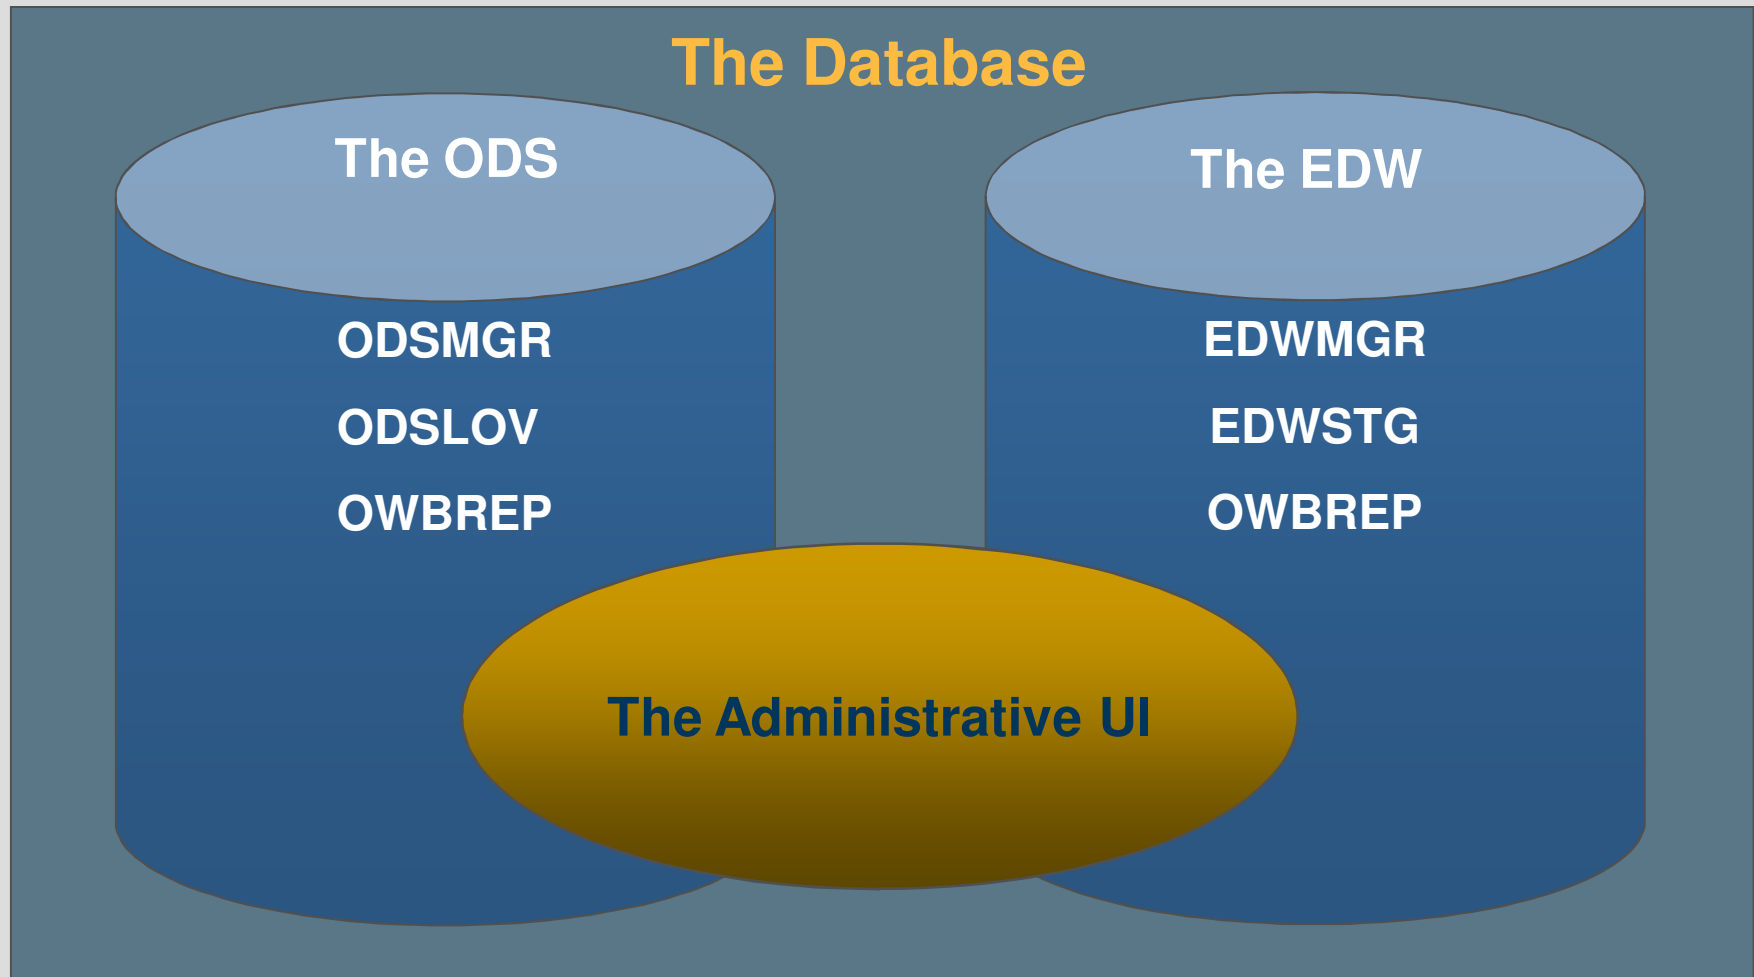 The Database
The ODS
ODSMGR
ODSLOV
OWBREP
The EDW
EDWMGR
EDWSTG
OWBREP
The Administrative UI